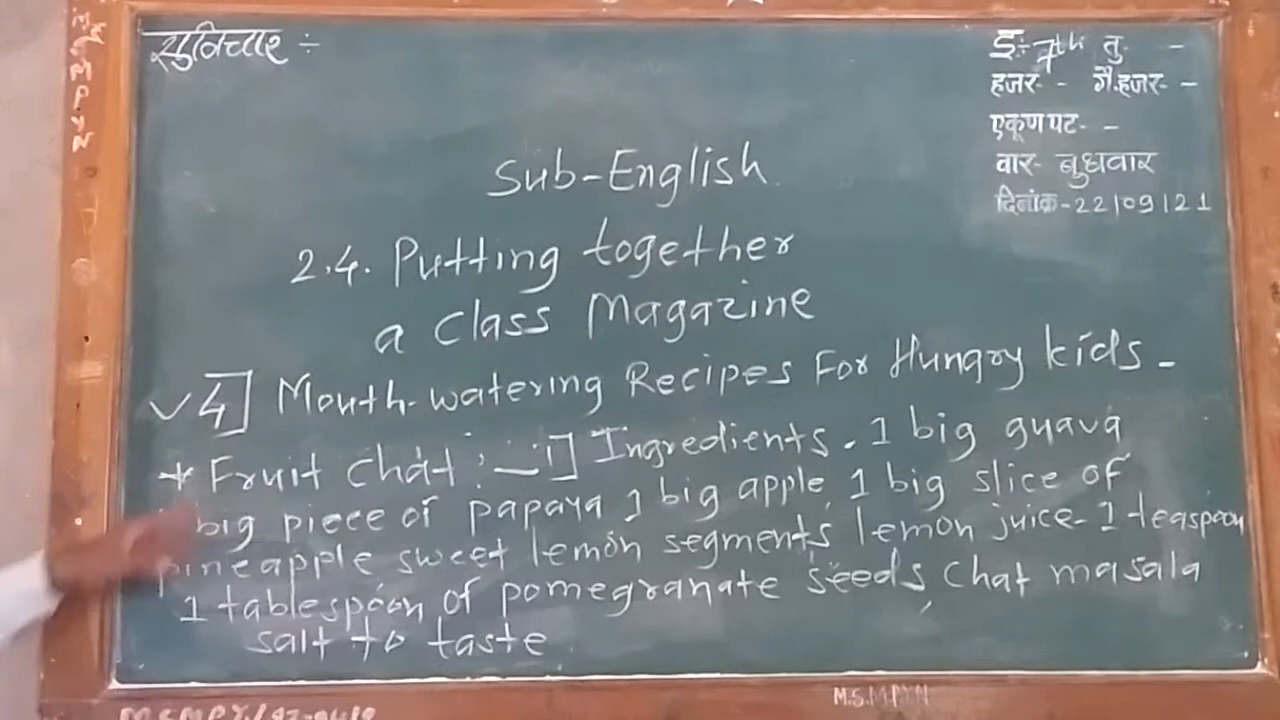 सुविचार ÷
इ÷7th तु. -
हजर- - गै.हजर- -
एकूण पट- -
वार- बुधवार
दिनांक-22/09/21
Sub-English
2.4. Putting together
a Class Magazine
✓ 4] Mouth-watering Recipes For Hungry kids -
* Fruit Chat ; - i] Ingredients. 1 big guava
big piece of papaya 1 big apple, 1 big slice of
pineapple sweet lemon segments lemon juice-1 teaspoon
1 tablespoon of pomegranate seeds, Chat masala
salt to taste
M.S.M.P.Y.N